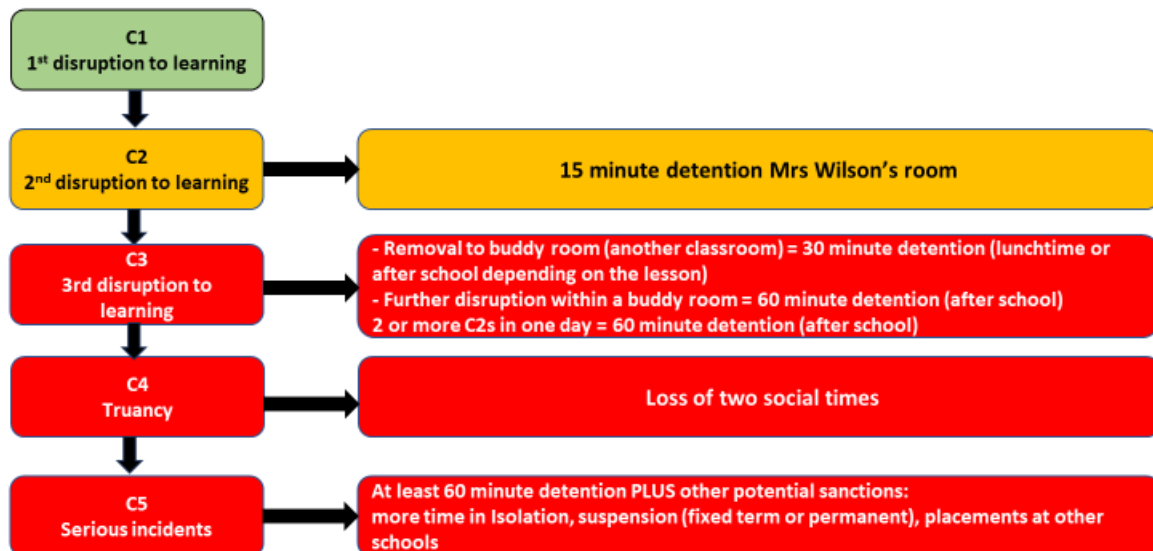 C1
1st disruption to learning
C2
2nd disruption to learning
15 minute detention Mrs Wilson's room
C3
3rd disruption to
learning
- Removal to buddy room (another classroom) = 30 minute detention (lunchtime or
after school depending on the lesson)
- Further disruption within a buddy room = 60 minute detention (after school)
2 or more C2s in one day = 60 minute detention (after school)
C4
Truancy
Loss of two social times
C5
Serious incidents
At least 60 minute detention PLUS other potential sanctions:
more time in Isolation, suspension (fixed term or permanent), placements at other
schools